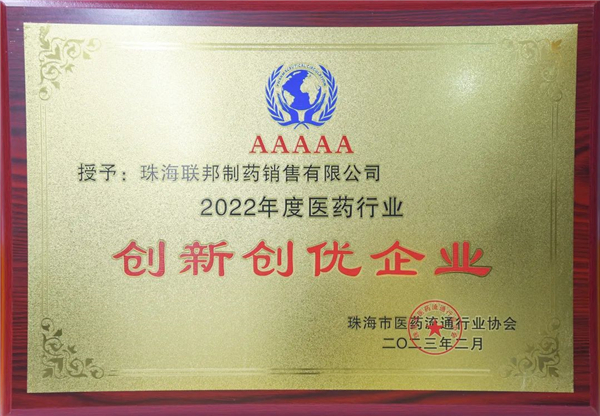 AAAAA
授予：珠海联邦制药销售有限公司
2022年度医药行业
创新创优企业
珠海市医药流通行业协会
二〇二三年二月